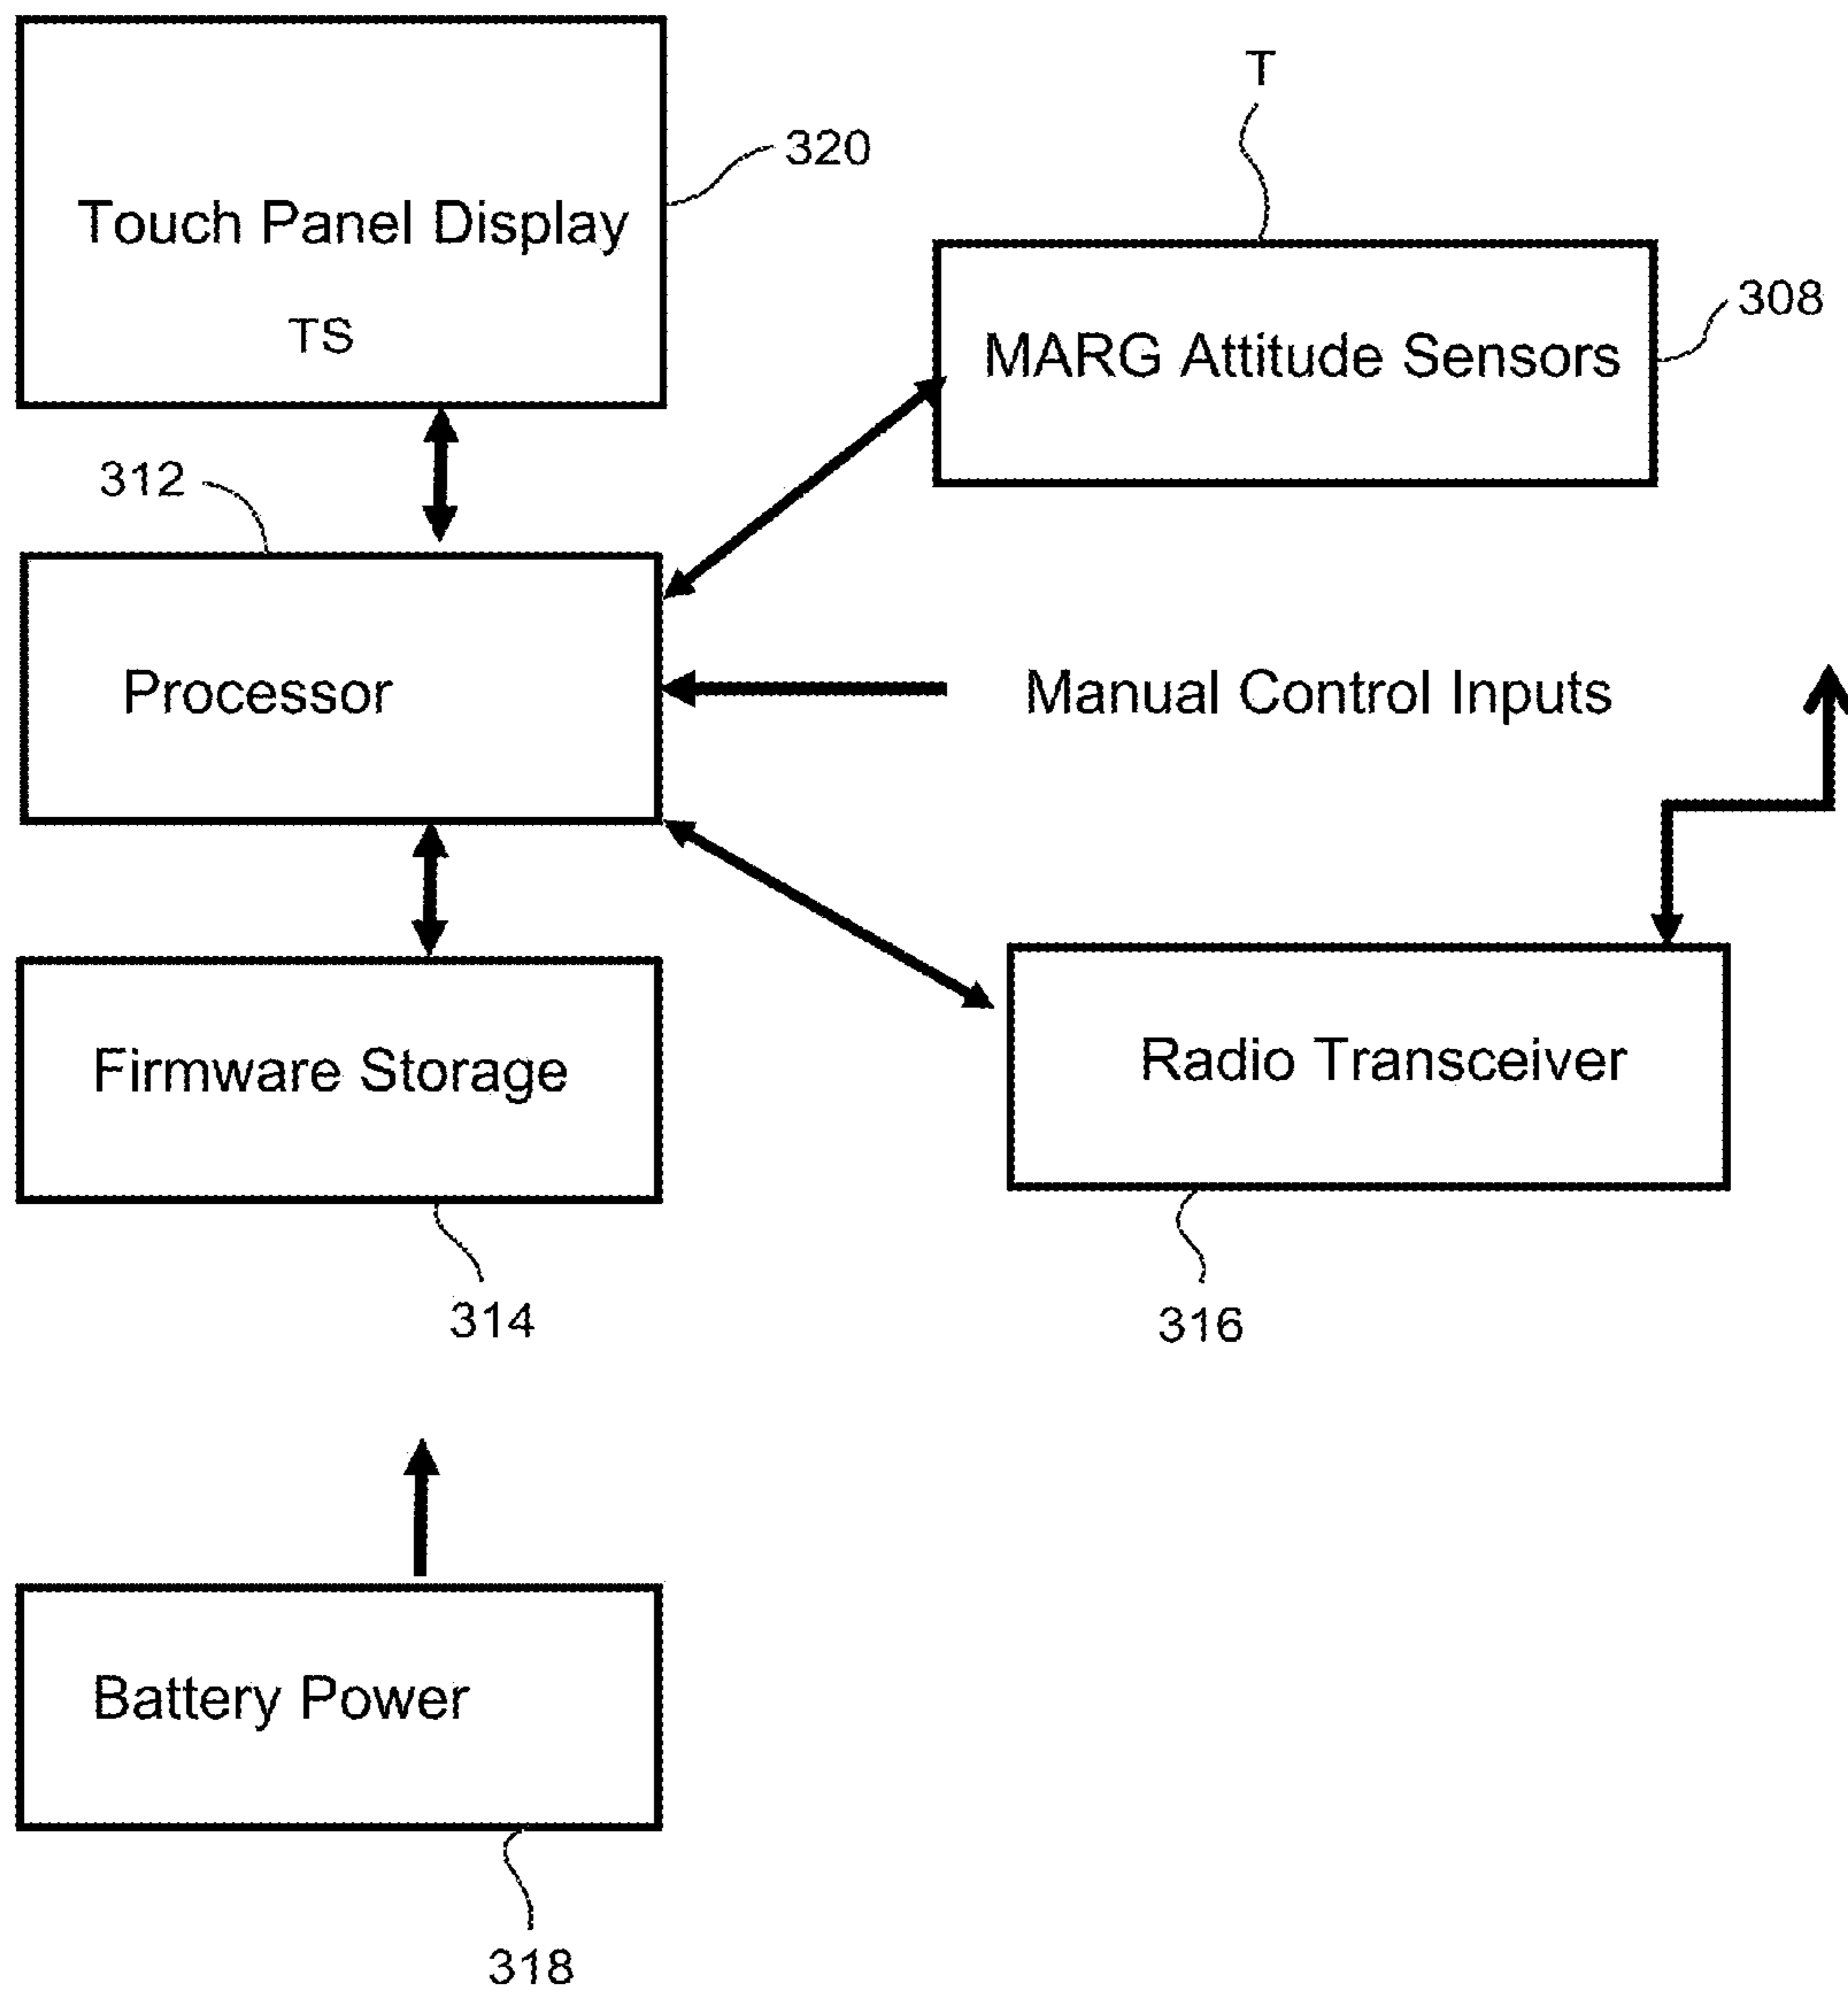 T
320
Touch Panel Display
TS
308
MARG Attitude Sensors
312
Processor
Manual Control Inputs
Firmware Storage
Radio Transceiver
314
316
Battery Power
318